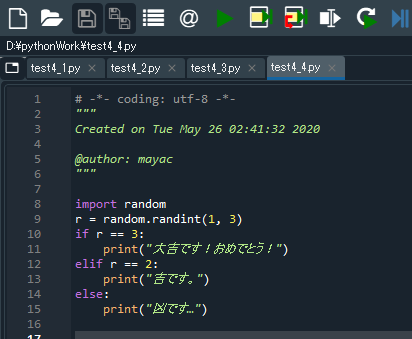 D:¥pythonWork¥test4_4.py
test4_1.py test4_2.py test4_3.py test4_4.py
1 # -*- coding: utf-8 -*-
2 """
3 Created on Tue May 26 02:41:32 2020
4
5 @author: mayac
6 """
7
8 import random
9 r = random.randint(1, 3)
10 if r == 3:
11     print("大吉です！おめでとう！")
12 elif r == 2:
13     print("吉です。")
14 else:
15     print("凶です…")
16
17